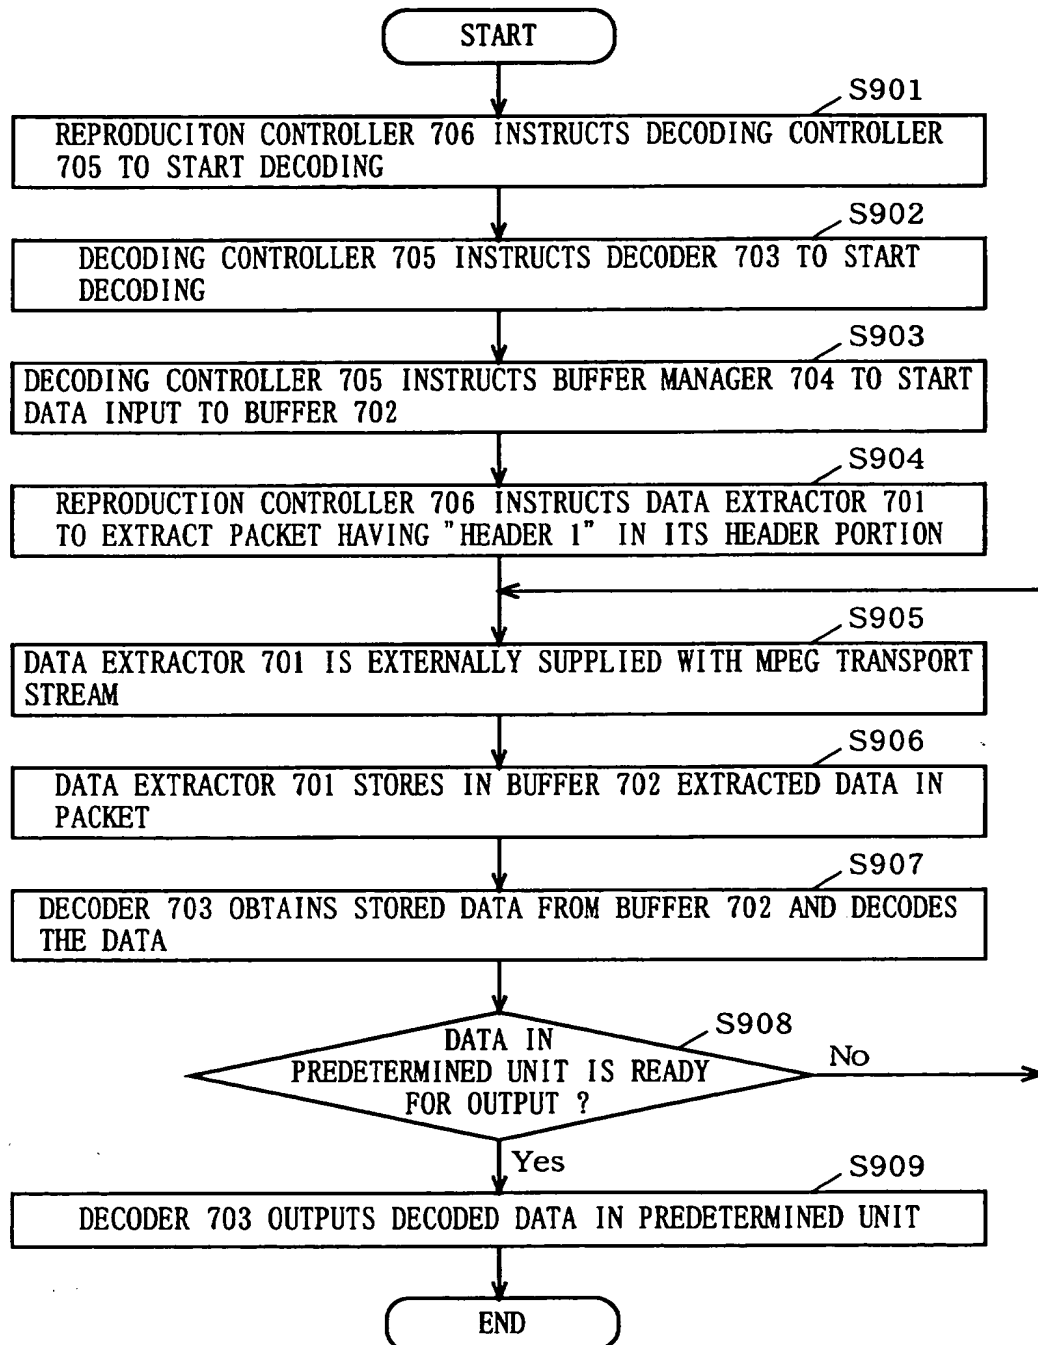 START
S901
REPRODUCITON CONTROLLER 706 INSTRUCTS DECODING CONTROLLER
705 TO START DECODING
S902
DECODING CONTROLLER 705 INSTRUCTS DECODER 703 TO START
DECODING
S903
DECODING CONTROLLER 705 INSTRUCTS BUFFER MANAGER 704 TO START
DATA INPUT TO BUFFER 702
S904
REPRODUCTION CONTROLLER 706 INSTRUCTS DATA EXTRACTOR 701
TO EXTRACT PACKET HAVING "HEADER 1" IN ITS HEADER PORTION
S905
DATA EXTRACTOR 701 IS EXTERNALLY SUPPLIED WITH MPEG TRANSPORT
STREAM
S906
DATA EXTRACTOR 701 STORES IN BUFFER 702 EXTRACTED DATA IN
PACKET
S907
DECODER 703 OBTAINS STORED DATA FROM BUFFER 702 AND DECODES
THE DATA
S908
DATA IN
PREDETERMINED UNIT IS READY
FOR OUTPUT ?
No
Yes
S909
DECODER 703 OUTPUTS DECODED DATA IN PREDETERMINED UNIT
END